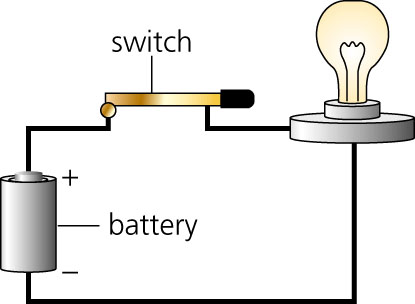 switch
+
battery
–